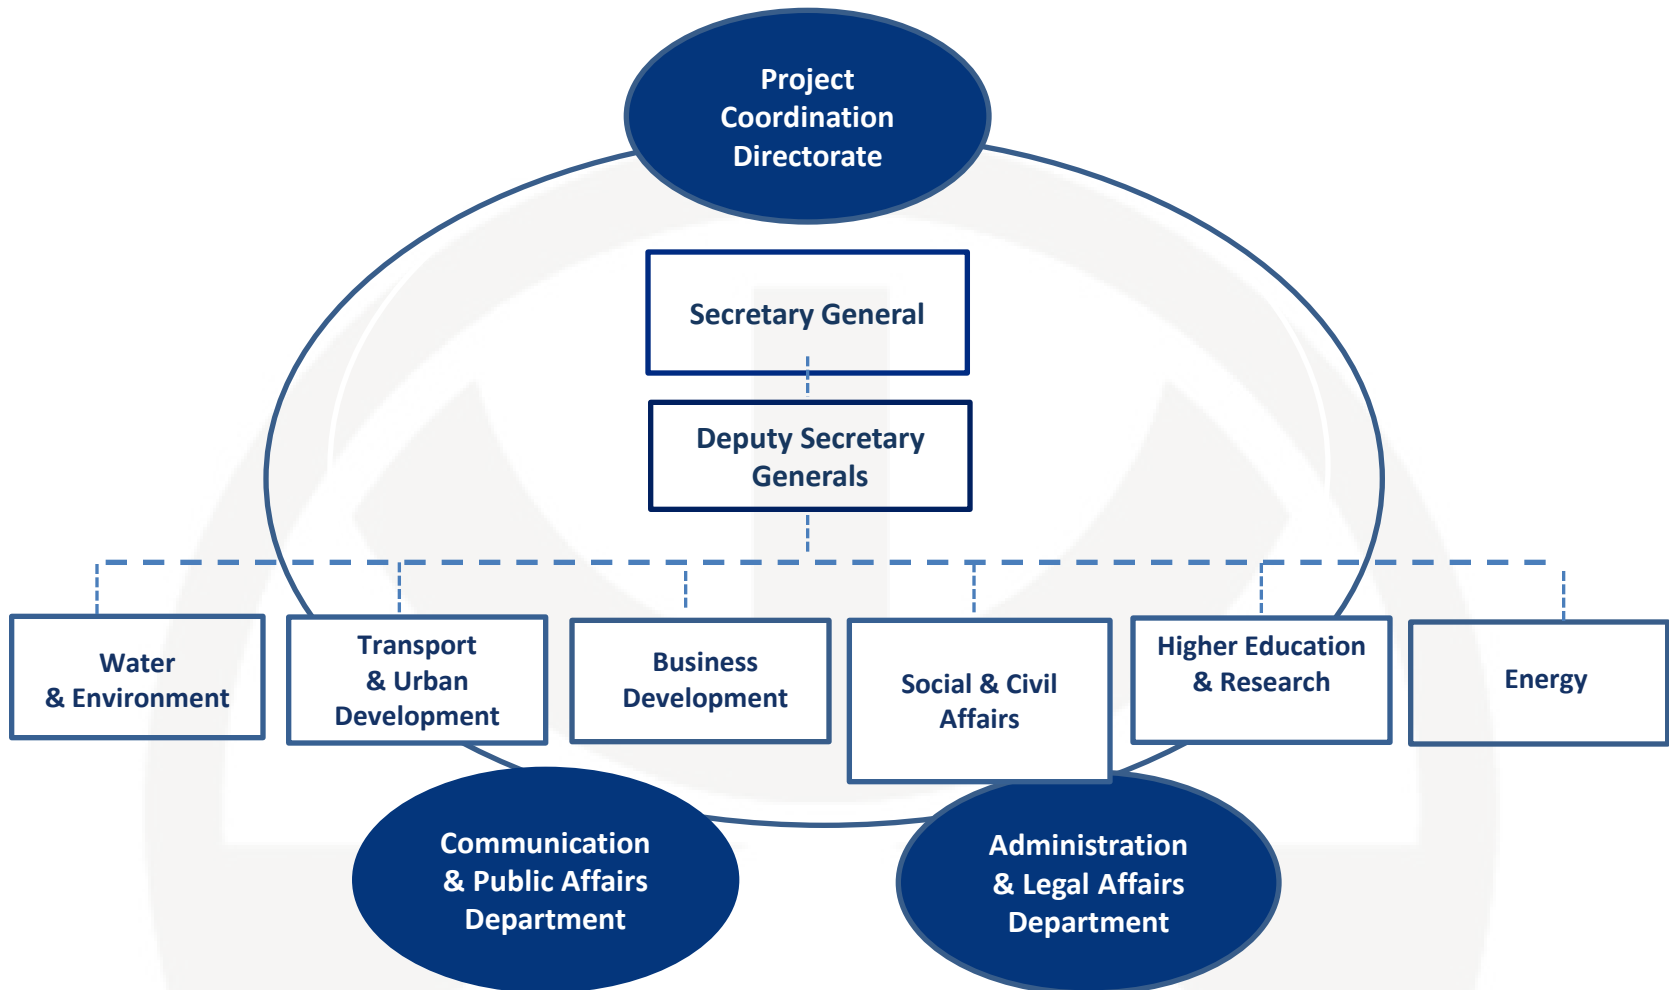 Project
Coordination
Directorate
Secretary General
Deputy Secretary
Generals
Water
& Environment
Transport
& Urban
Development
Business
Development
Social & Civil
Affairs
Higher Education
& Research
Energy
Communication
& Public Affairs
Department
Administration
& Legal Affairs
Department